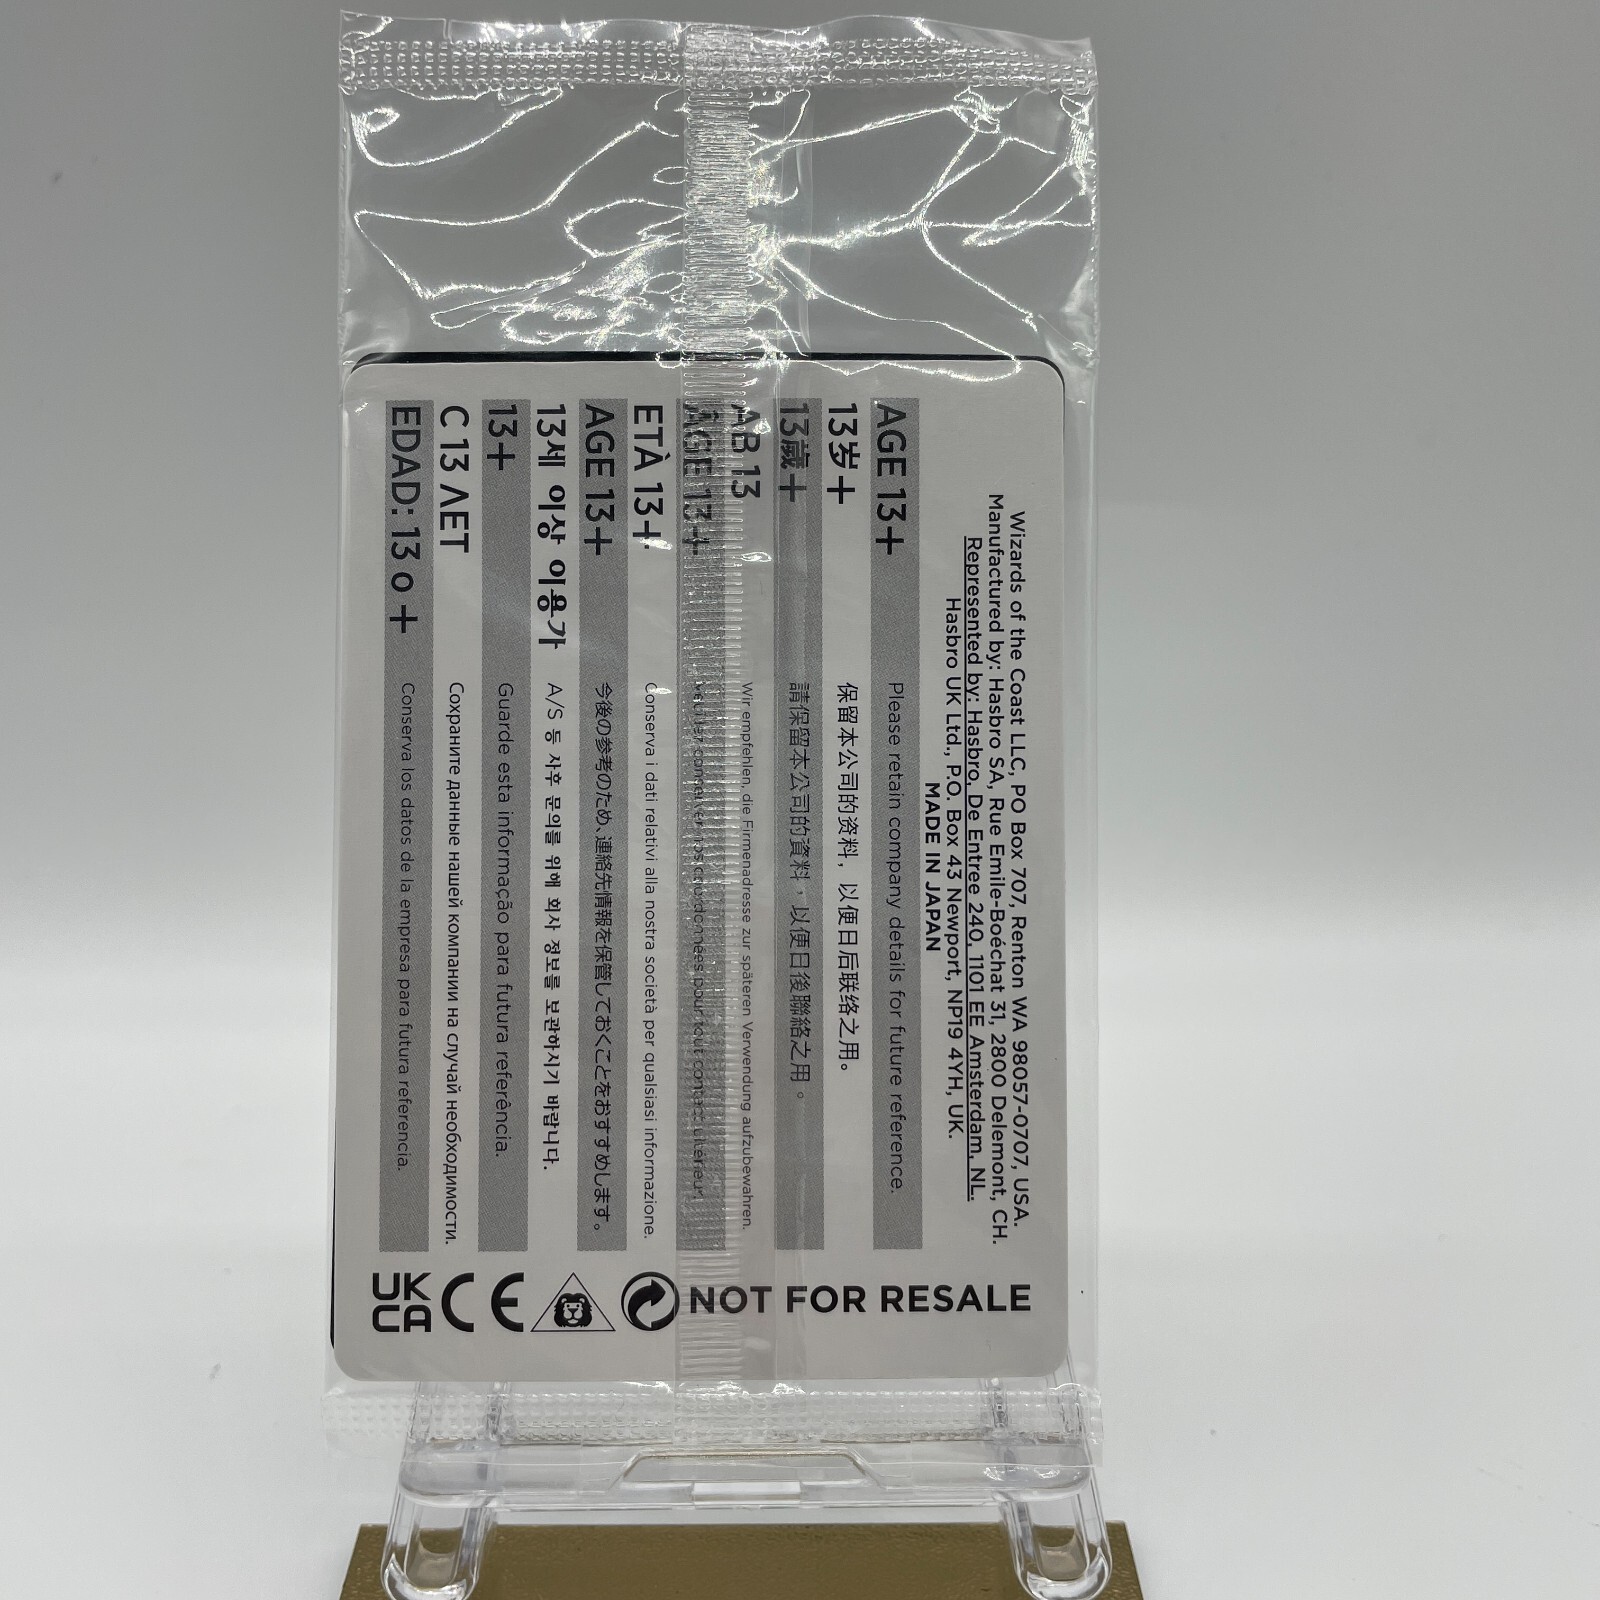 Wizards of the Coast LLC, PO Box 707, Renton WA 98057-0707, USA.
Manufactured by: Hasbro SA, Rue Emile-Boéchat 31, 2800 Delemont, CH.
Represented by: Hasbro, De Entree 240, 1101 EE Amsterdam, NL.
Hasbro UK Ltd., P.O. Box 43 Newport, NP19 4YH, UK.
MADE IN JAPAN
AGE 13+ Please retain company details for future reference.
13岁+ 保留本公司的资料，以便日后联络之用。
13歲+ 請保留本公司的資料，以便日後聯絡之用。
AB 13 Wir empfehlen, die Firmenadresse zur späteren Verwendung aufzubewahren.
AGE 13+ Veuillez conserver nos coordonnées pour tout contact ultérieur.
ETÀ 13+ Conserva i dati relativi alla nostra società per qualsiasi informazione.
AGE 13+ 今後の参考のため、連絡先情報を保管しておくことをおすすめします。
13세 이상 이용가 A/S 등 사후 문의를 위해 회사 정보를 보관하시기 바랍니다.
13+ Guarde esta informação para futura referência.
С 13 ЛЕТ Сохраните данные нашей компании на случай необходимости.
EDAD: 13 o + Conserva los datos de la empresa para futura referencia.
UK
CA CE NOT FOR RESALE